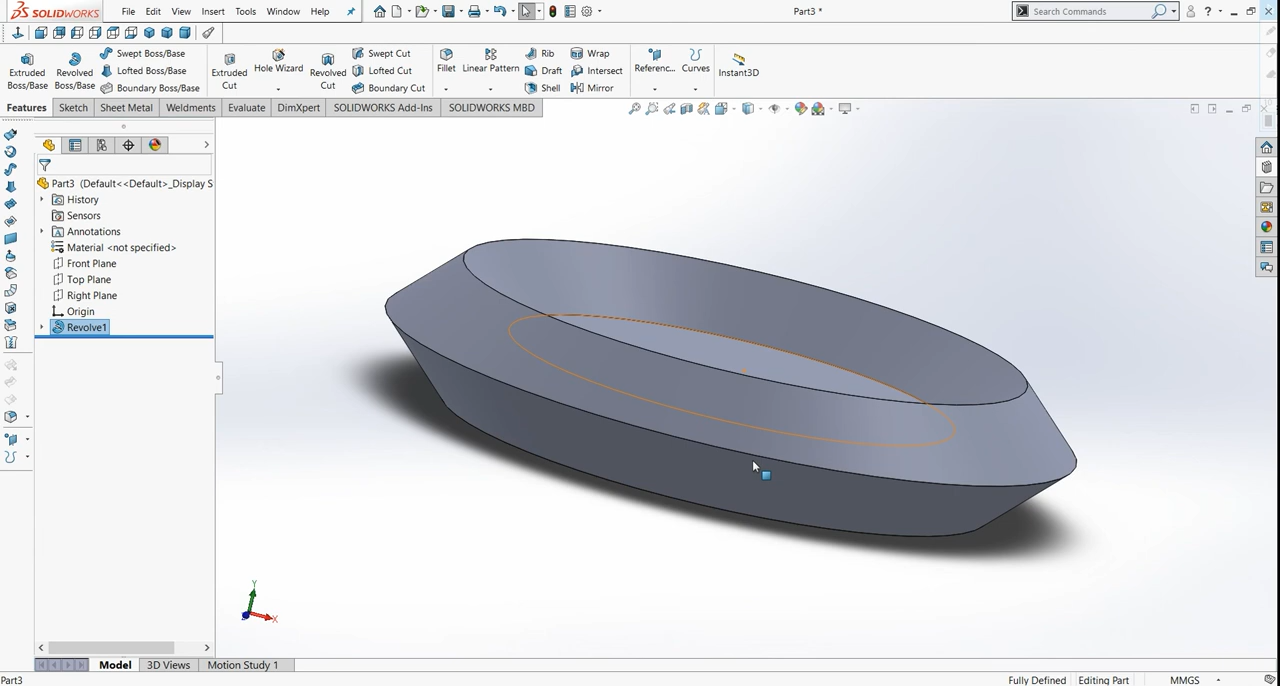 SOLIDWORKS File Edit View Insert Tools Window Help Part3 * Search Commands
Extruded Boss/Base
Revolved Boss/Base
Swept Boss/Base
Lofted Boss/Base
Boundary Boss/Base
Extruded Cut
Hole Wizard
Revolved Cut
Swept Cut
Lofted Cut
Boundary Cut
Fillet
Linear Pattern
Rib
Draft
Shell
Wrap
Intersect
Mirror
Referenc...
Curves
Instant3D
Features Sketch Sheet Metal Weldments Evaluate DimXpert SOLIDWORKS Add-Ins SOLIDWORKS MBD
Part3 (Default<<Default>_Display S
History
Sensors
Annotations
Material <not specified>
Front Plane
Top Plane
Right Plane
Origin
Revolve1
Y
X
Model 3D Views Motion Study 1
Part3 Fully Defined Editing Part MMGS